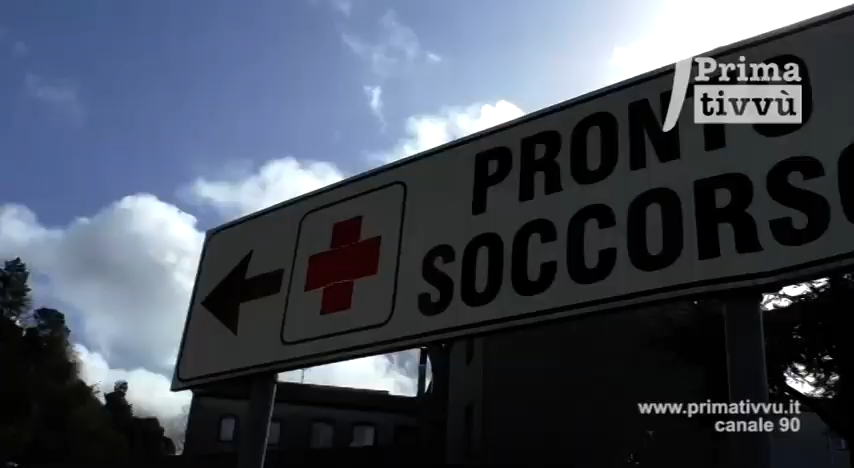 Prima
tivvù
PRONTO
SOCCORSO
www.primativvu.it
canale 90